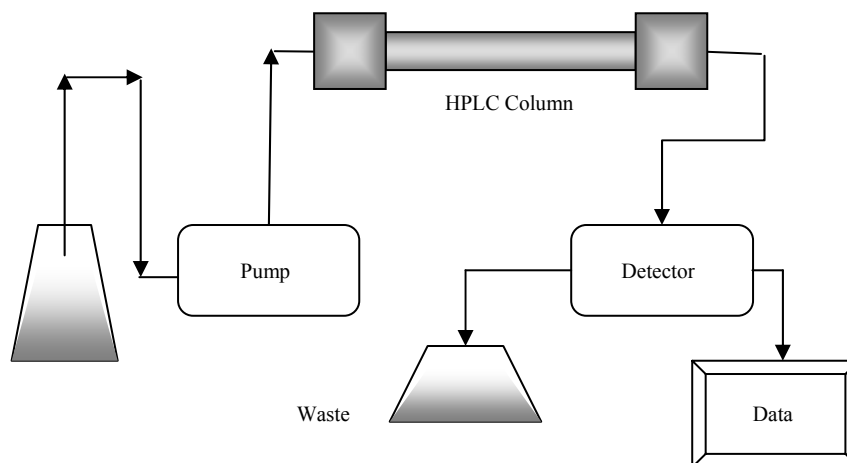 HPLC Column
Pump
Detector
Waste
Data